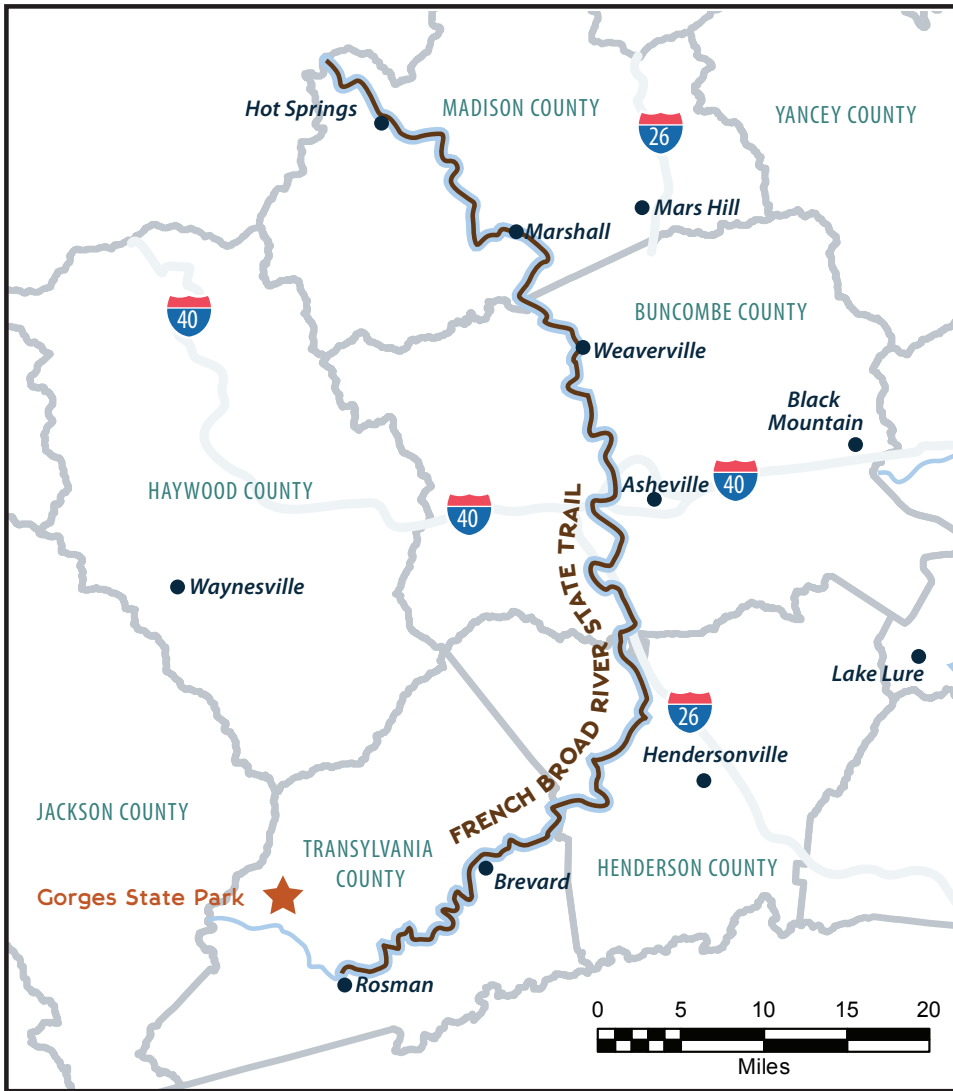 Hot Springs
MADISON COUNTY
26
YANCEY COUNTY
Mars Hill
Marshall
40
BUNCOMBE COUNTY
Weaverville
Black
Mountain
HAYWOOD COUNTY
40
Asheville
40
Waynesville
FRENCH BROAD RIVER STATE TRAIL
Lake Lure
26
Hendersonville
JACKSON COUNTY
TRANSYLVANIA
COUNTY
HENDERSON COUNTY
Brevard
Gorges State Park
Rosman
0 5 10 15 20
Miles